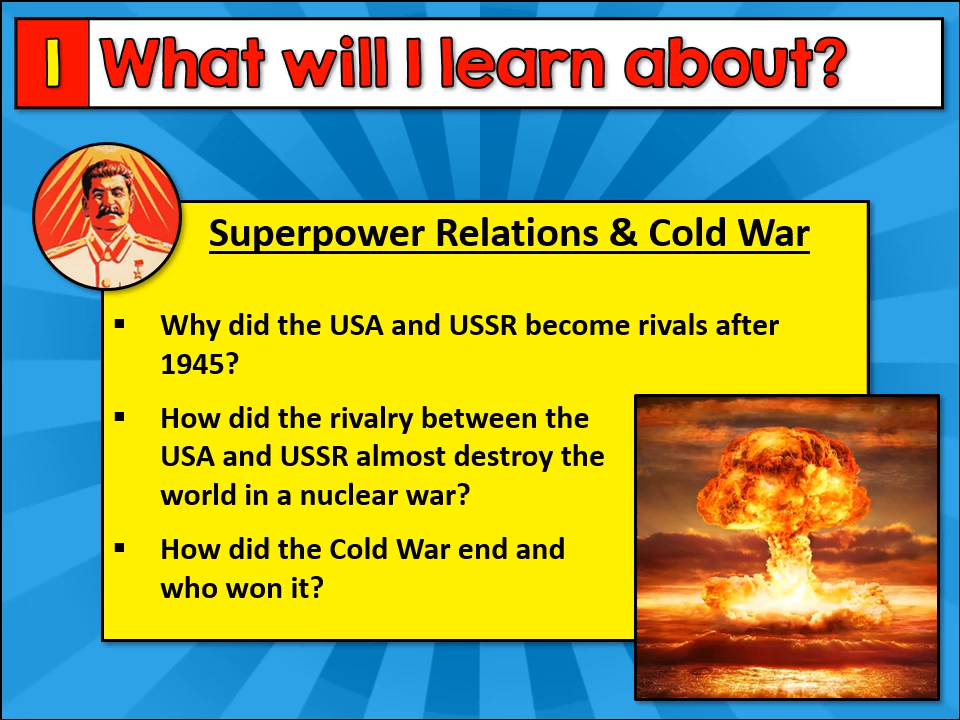 1 What will I learn about?
Superpower Relations & Cold War
▪ Why did the USA and USSR become rivals after
1945?
▪ How did the rivalry between the
USA and USSR almost destroy the
world in a nuclear war?
▪ How did the Cold War end and
who won it?